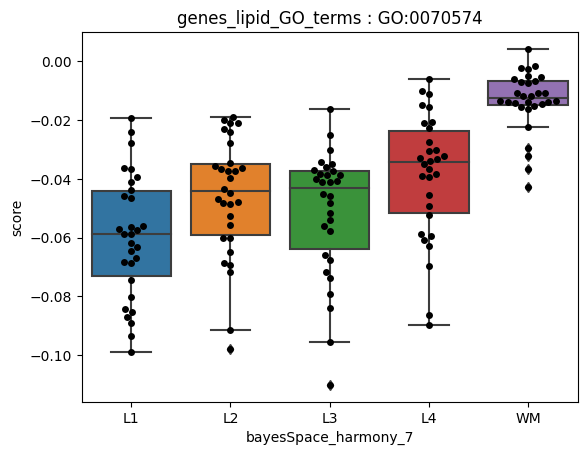 genes_lipid_GO_terms : GO:0070574
0.00
−0.02
−0.04
−0.06
−0.08
−0.10
score
L1 L2 L3 L4 WM
bayesSpace_harmony_7